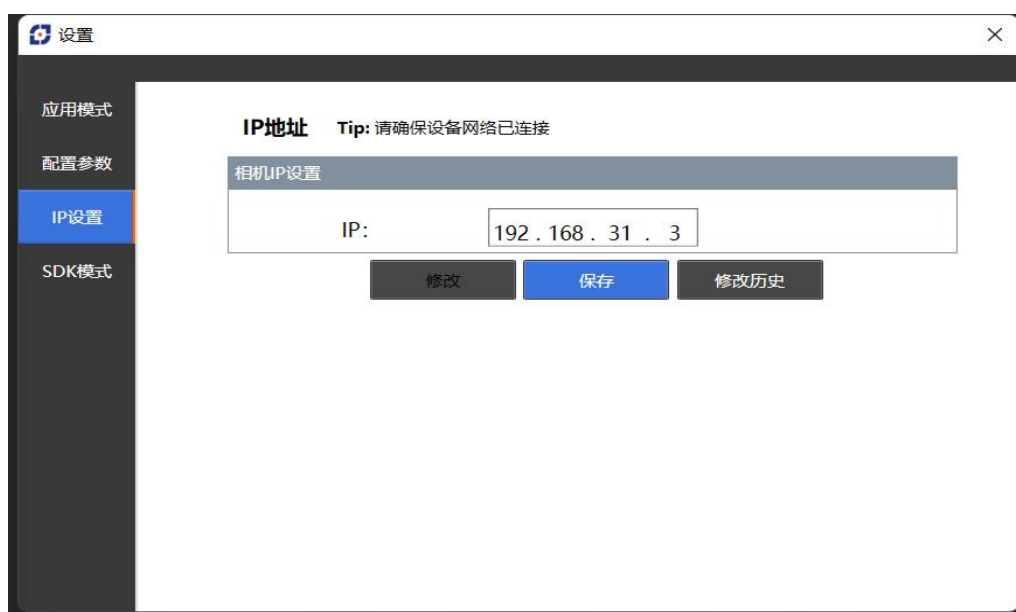 设置
应用模式
配置参数
IP设置
SDK模式
IP地址 Tip: 请确保设备网络已连接
相机IP设置
IP: 192 . 168 . 31 . 3
修改 保存 修改历史